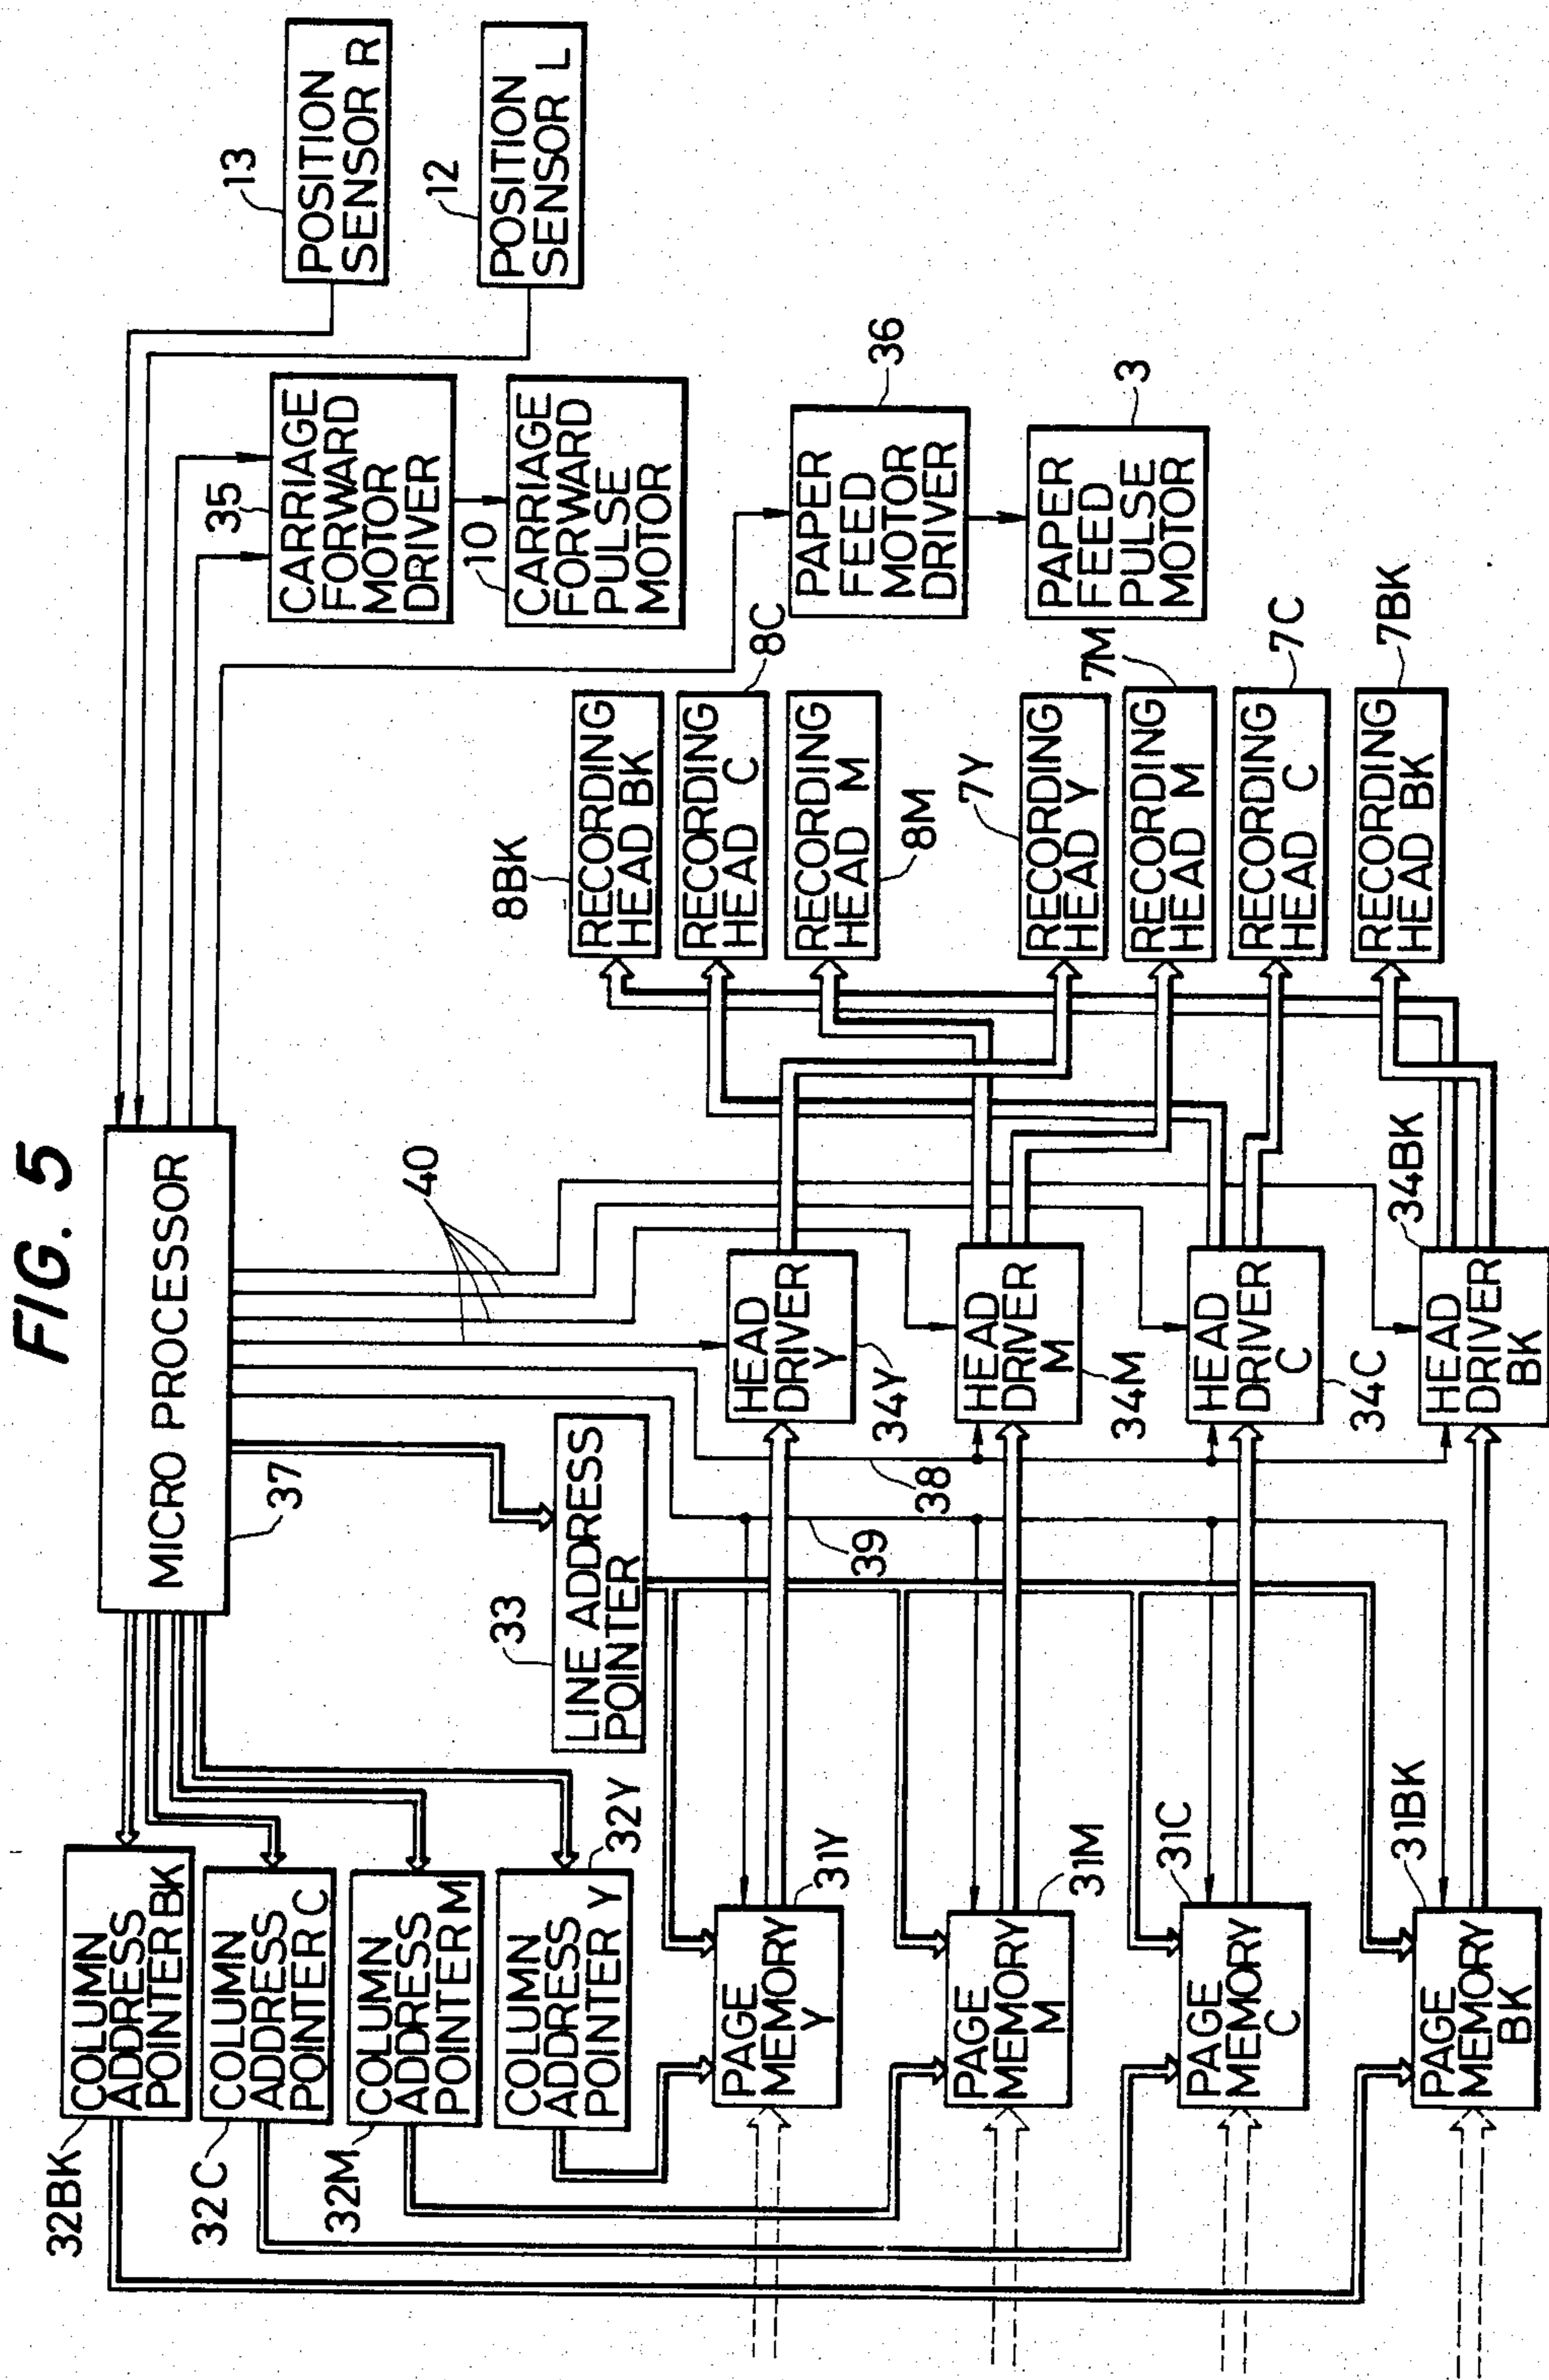 FIG. 5
MICRO PROCESSOR
37
COLUMN
ADDRESS
POINTER BK
32BK
COLUMN
ADDRESS
POINTER C
32C
COLUMN
ADDRESS
POINTER M
32M
COLUMN
ADDRESS
POINTER Y
32Y
LINE ADDRESS
POINTER
33
40
38
39
POSITION
SENSOR R
13
POSITION
SENSOR L
12
CARRIAGE
FORWARD
MOTOR
DRIVER
35
CARRIAGE
FORWARD
PULSE
MOTOR
10
PAPER
FEED
MOTOR
DRIVER
36
PAPER
FEED
PULSE
MOTOR
3
PAGE
MEMORY
Y
31Y
PAGE
MEMORY
M
31M
PAGE
MEMORY
C
31C
PAGE
MEMORY
BK
31BK
HEAD
DRIVER
Y
34Y
HEAD
DRIVER
M
34M
HEAD
DRIVER
C
34C
HEAD
DRIVER
BK
34BK
RECORDING
HEAD BK
8BK
RECORDING
HEAD C
8C
RECORDING
HEAD M
8M
RECORDING
HEAD Y
7Y
RECORDING
HEAD M
7M
RECORDING
HEAD C
7C
RECORDING
HEAD BK
7BK